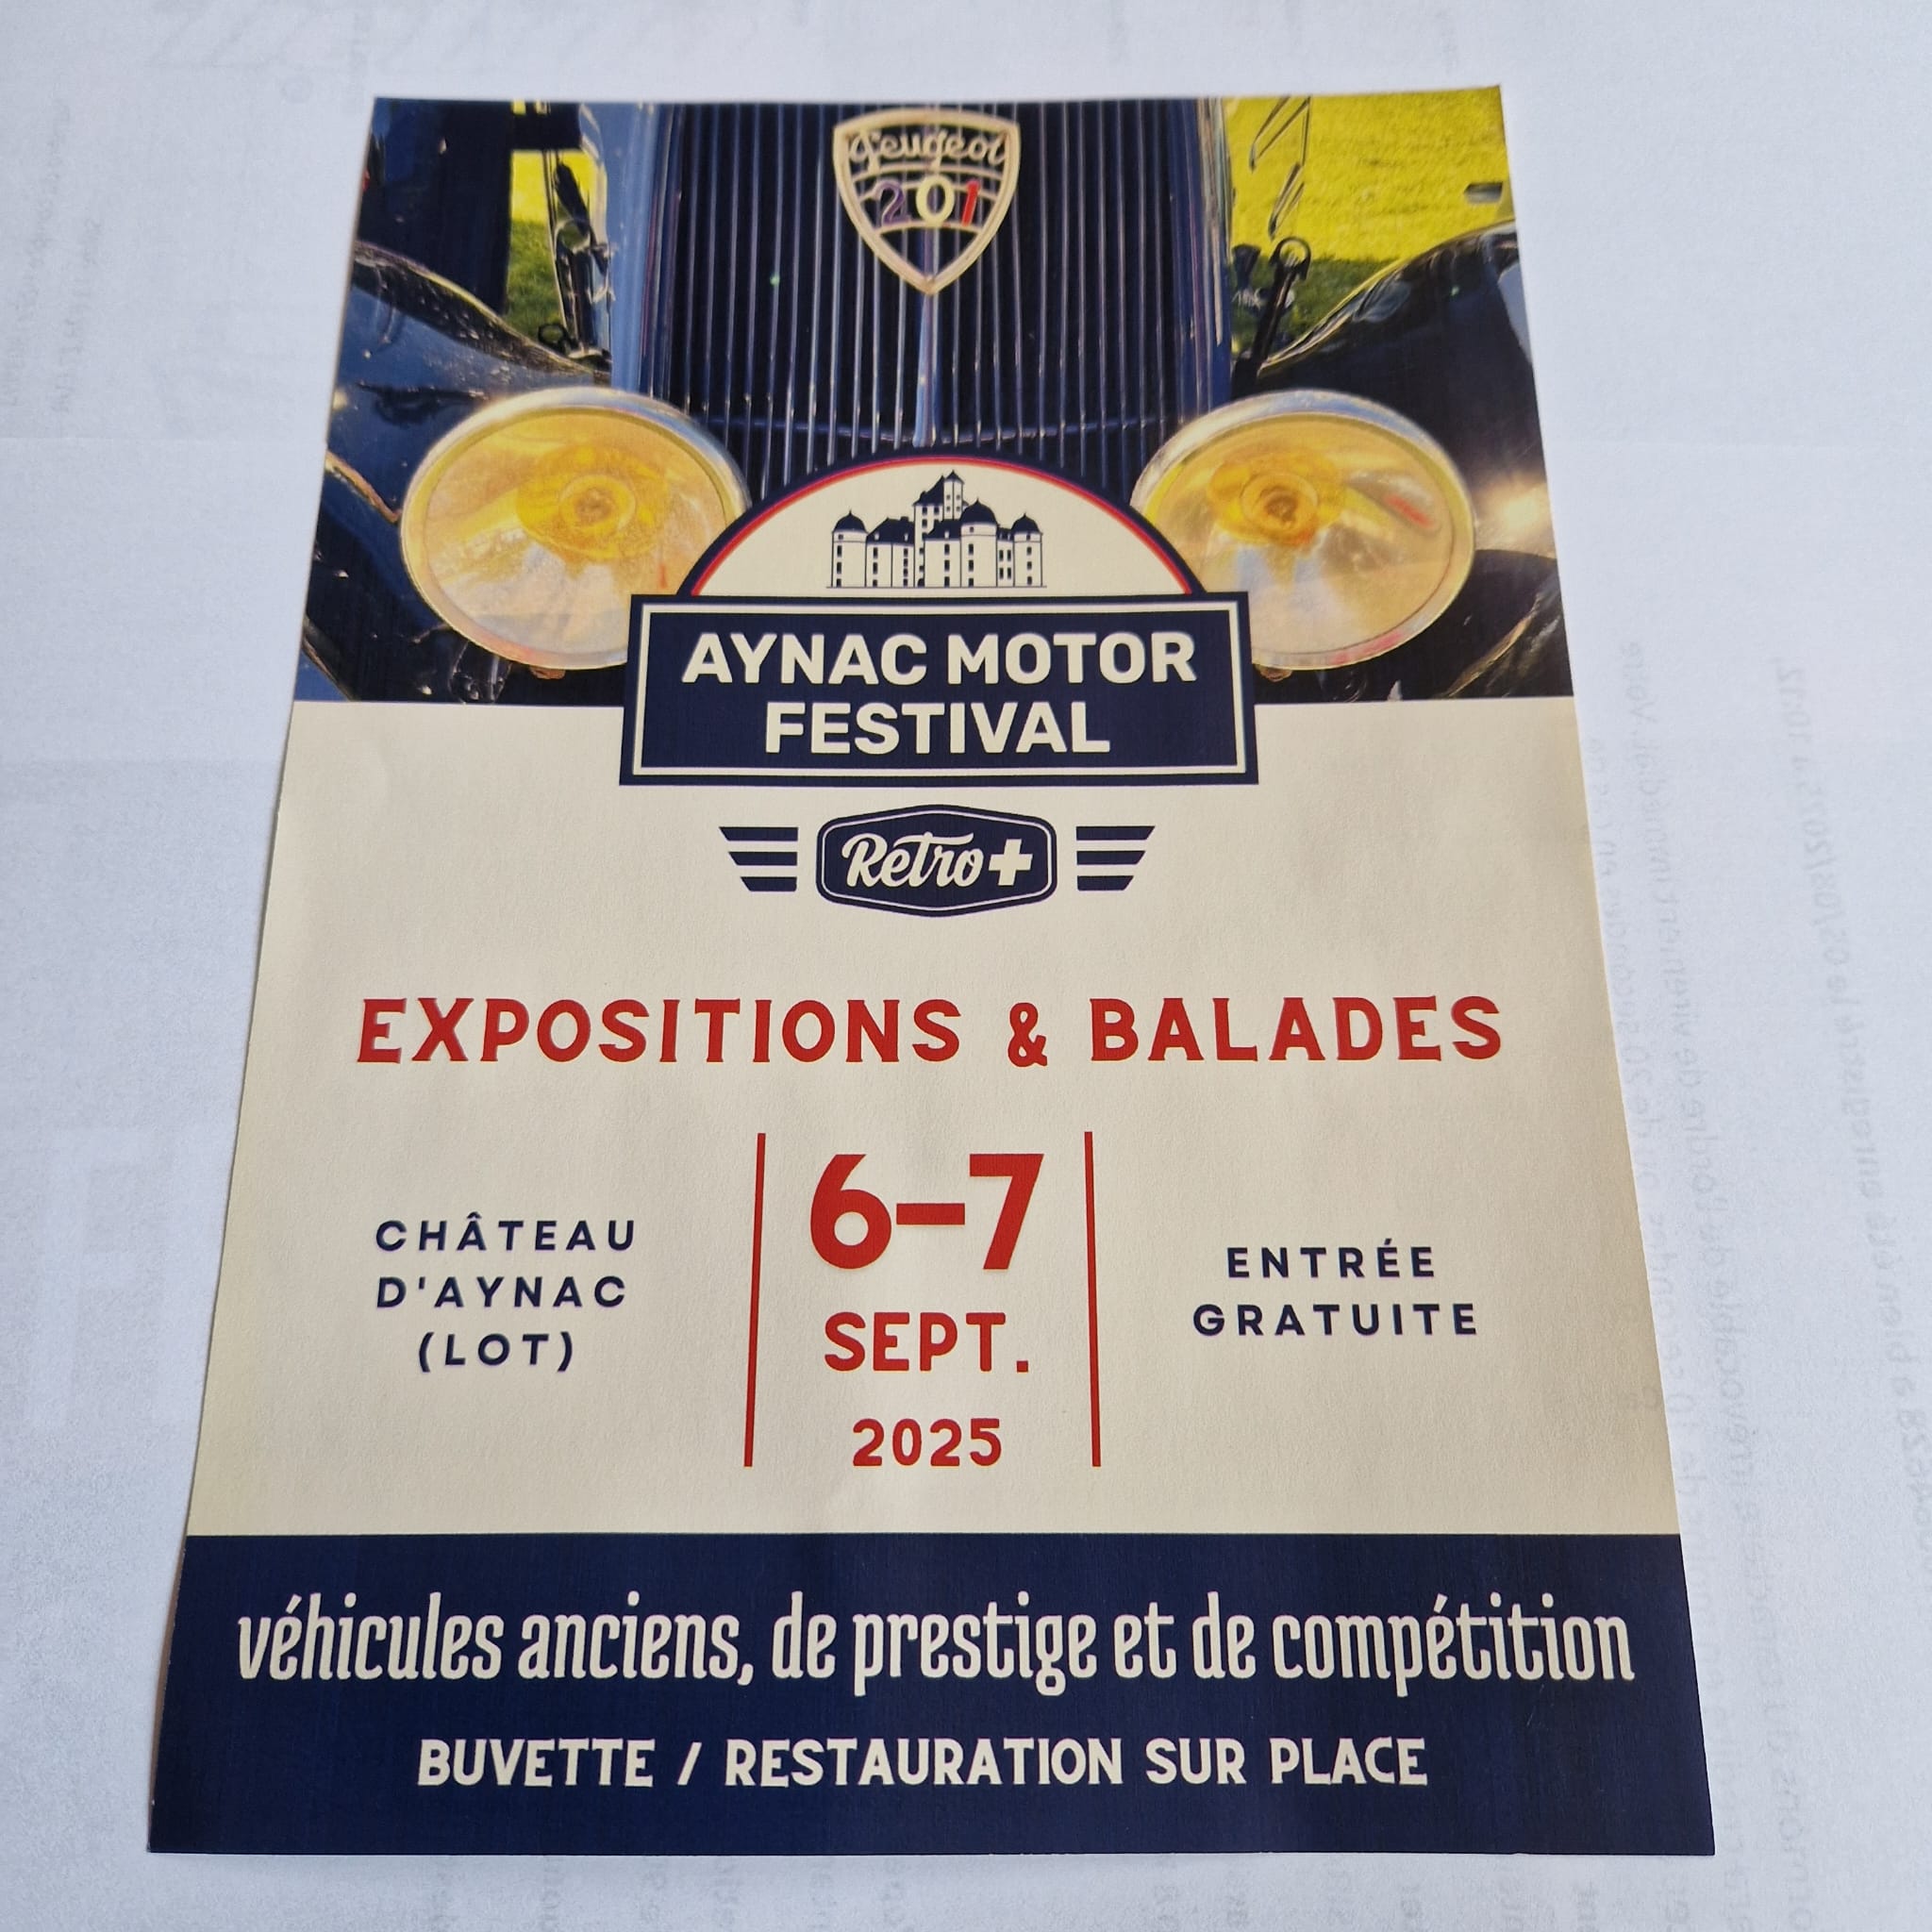 Peugeot
201
AYNAC MOTOR
FESTIVAL
Retro+
EXPOSITIONS & BALADES
CHÂTEAU
D'AYNAC
(LOT)
6–7
SEPT.
2025
ENTRÉE
GRATUITE
véhicules anciens, de prestige et de compétition
BUVETTE / RESTAURATION SUR PLACE